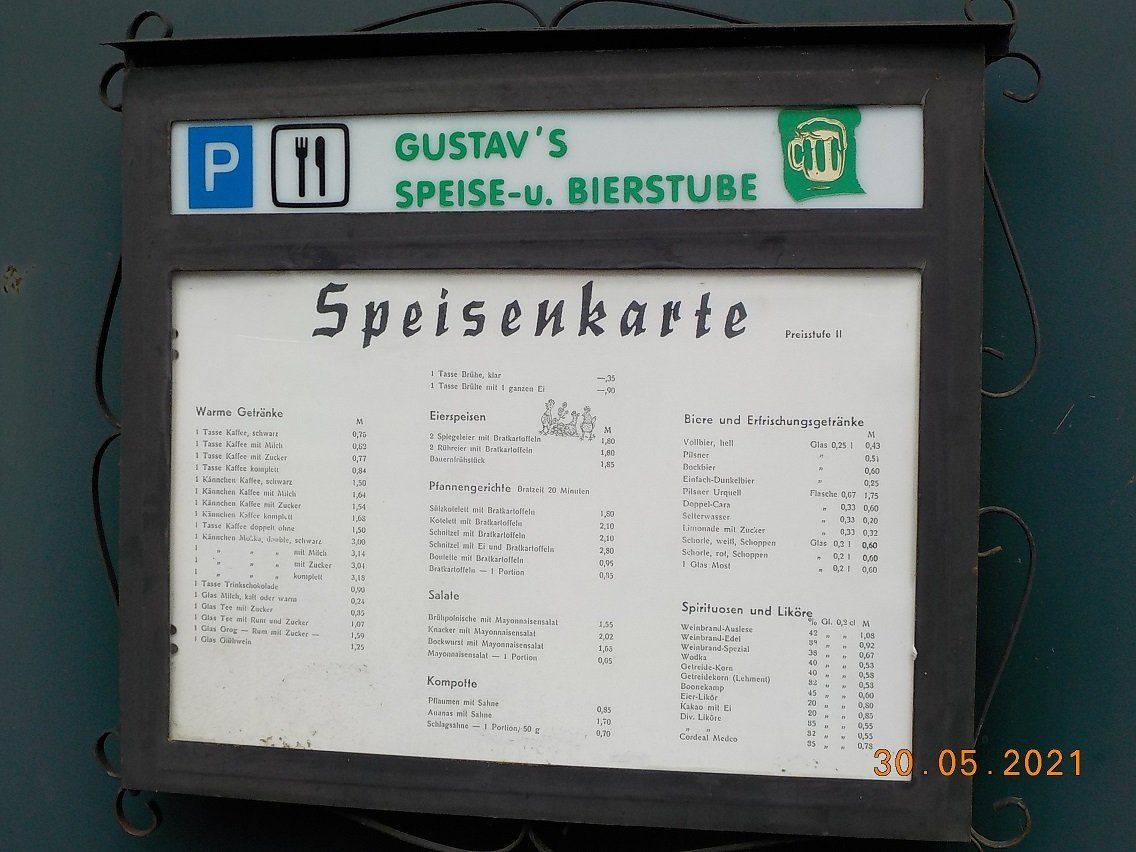 P
GUSTAV'S
SPEISE-u. BIERSTUBE
Speisenkarte
Preisstufe II
1 Tasse Brühe, klar —,35
1 Tasse Brühe mit 1 ganzen Ei —,90
Warme Getränke
M
1 Tasse Kaffee, schwarz 0,75
1 Tasse Kaffee mit Milch 0,82
1 Tasse Kaffee mit Zucker 0,77
1 Tasse Kaffee komplett 0,84
1 Kännchen Kaffee, schwarz 1,50
1 Kännchen Kaffee mit Milch 1,64
1 Kännchen Kaffee mit Zucker 1,54
1 Kännchen Kaffee komplett 1,68
1 Tasse Kaffee doppelt ohne 1,50
1 Kännchen Mokka, double, schwarz 3,00
1 „ „ „ mit Milch 3,14
1 „ „ „ mit Zucker 3,04
1 „ „ „ komplett 3,18
1 Tasse Trinkschokolade 0,90
1 Glas Milch, kalt oder warm 0,24
1 Glas Tee mit Zucker 0,85
1 Glas Tee mit Rum und Zucker 1,07
1 Glas Grog — Rum mit Zucker — 1,59
1 Glas Glühwein 1,25
Eierspeisen
M
2 Spiegeleier mit Bratkartoffeln 1,80
2 Rühreier mit Bratkartoffeln 1,80
Bauernfrühstück 1,85
Pfannengerichte Bratzeit 20 Minuten
Sülzkotelett mit Bratkartoffeln 1,80
Kotelett mit Bratkartoffeln 2,10
Schnitzel mit Bratkartoffeln 2,10
Schnitzel mit Ei und Bratkartoffeln 2,80
Boulette mit Bratkartoffeln 0,95
Bratkartoffeln — 1 Portion 0,35
Salate
Brühpolnische mit Mayonnaisensalat 1,55
Knacker mit Mayonnaisensalat 2,02
Bockwurst mit Mayonnaisensalat 1,65
Mayonnaisensalat — 1 Portion 0,65
Kompotte
Pflaumen mit Sahne 0,85
Ananas mit Sahne 1,70
Schlagsahne — 1 Portion/50 g 0,70
Biere und Erfrischungsgetränke
M
Vollbier, hell Glas 0,25 l 0,43
Pilsner „ 0,51
Bockbier „ 0,60
Einfach-Dunkelbier „ 0,25
Pilsner Urquell Flasche 0,67 1,75
Doppel-Cara „ 0,33 0,60
Selterwasser „ 0,33 0,20
Limonade mit Zucker „ 0,33 0,32
Schorle, weiß, Schoppen Glas 0,2 l 0,60
Schorle, rot, Schoppen „ 0,2 l 0,60
1 Glas Most „ 0,2 l 0,60
Spirituosen und Liköre
% Gl. 0,2 cl M
Weinbrand-Auslese 42 „ „ 1,08
Weinbrand-Edel „ „ 0,92
Weinbrand-Spezial 38 „ „ 0,67
Wodka 40 „ „ 0,53
Getreide-Korn 40 „ „ 0,58
Getreidekorn (Lehment) 32 „ „ 0,53
Boonekamp 45 „ „ 0,60
Eier-Likör 20 „ „ 0,80
Kakao mit Ei 20 „ „ 0,85
Div. Liköre 35 „ „ 0,55
„ „ 32 „ „ 0,55
Cordeal Medco 35 „ „ 0,78
30.05.2021